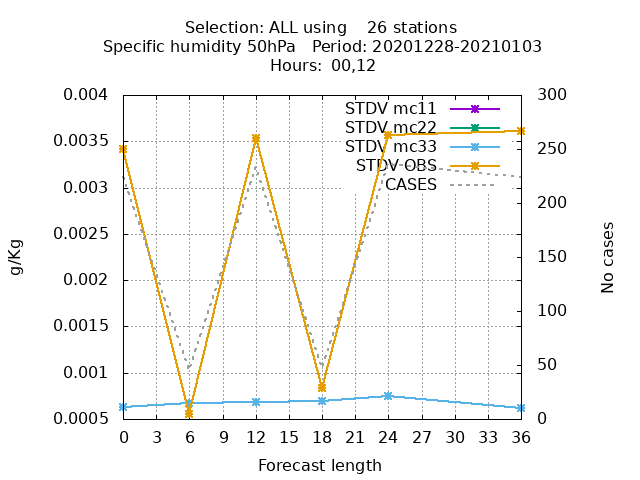 Selection: ALL using    26 stations
Specific humidity 50hPa   Period: 20201228-20210103
Hours: 00,12
0.004
0.0035
0.003
0.0025
0.002
0.0015
0.001
0.0005
g/Kg
STDV mc11
STDV mc22
STDV mc33
STDV OBS
CASES
300
250
200
150
100
50
0
No cases
0 3 6 9 12 15 18 21 24 27 30 33 36
Forecast length